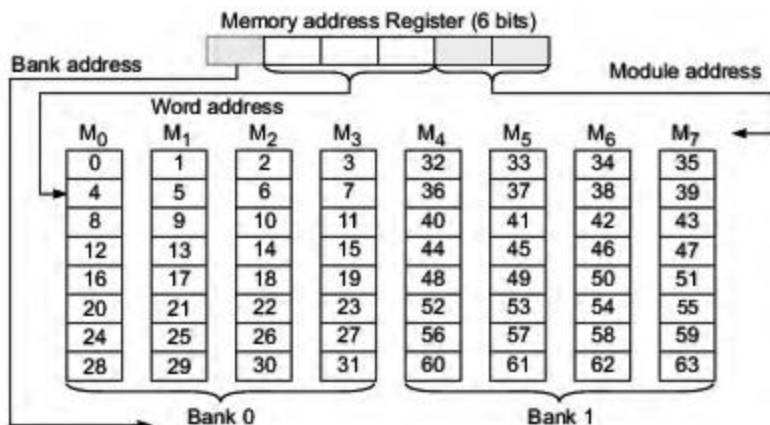 Memory address Register (6 bits)
Bank address
Module address
Word address
M0 M1 M2 M3 M4 M5 M6 M7
0 1 2 3 32 33 34 35
4 5 6 7 36 37 38 39
8 9 10 11 40 41 42 43
12 13 14 15 44 45 46 47
16 17 18 19 48 49 50 51
20 21 22 23 52 53 54 55
24 25 26 27 56 57 58 59
28 29 30 31 60 61 62 63
Bank 0 Bank 1